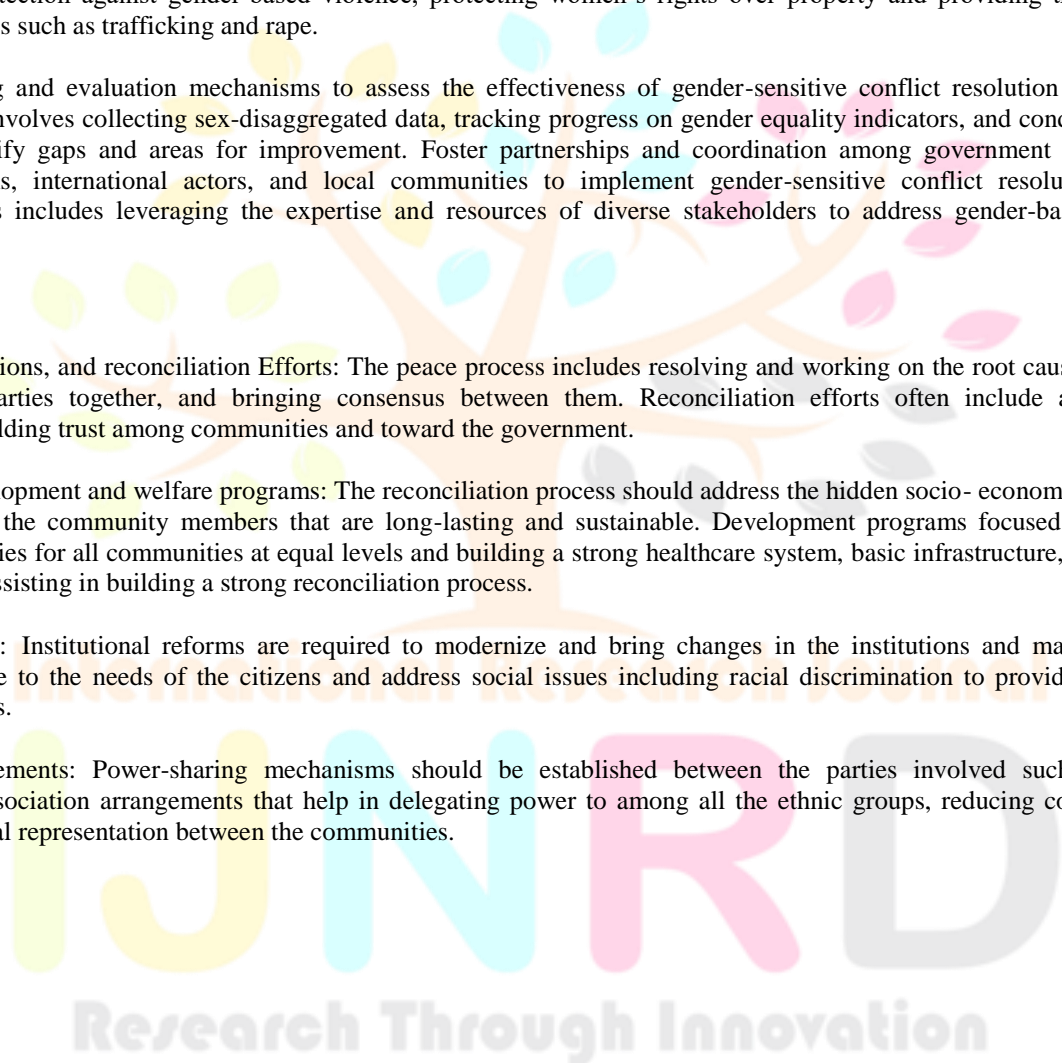 tection against gender-based violence, protecting women's rights over property and providing
s such as trafficking and rape.
g and evaluation mechanisms to assess the effectiveness of gender-sensitive conflict resolution
nvolves collecting sex-disaggregated data, tracking progress on gender equality indicators, and conc
ify gaps and areas for improvement. Foster partnerships and coordination among government
s, international actors, and local communities to implement gender-sensitive conflict resolu
s includes leveraging the expertise and resources of diverse stakeholders to address gender-ba
ions, and reconciliation Efforts: The peace process includes resolving and working on the root caus
arties together, and bringing consensus between them. Reconciliation efforts often include a
lding trust among communities and toward the government.
lopment and welfare programs: The reconciliation process should address the hidden socio- econom
the community members that are long-lasting and sustainable. Development programs focused
ies for all communities at equal levels and building a strong healthcare system, basic infrastructure,
ssisting in building a strong reconciliation process.
: Institutional reforms are required to modernize and bring changes in the institutions and ma
e to the needs of the citizens and address social issues including racial discrimination to provid
s.
International Research Journal
ements: Power-sharing mechanisms should be established between the parties involved such
sociation arrangements that help in delegating power to among all the ethnic groups, reducing co
al representation between the communities.
IJNRD
Research Through Innovation